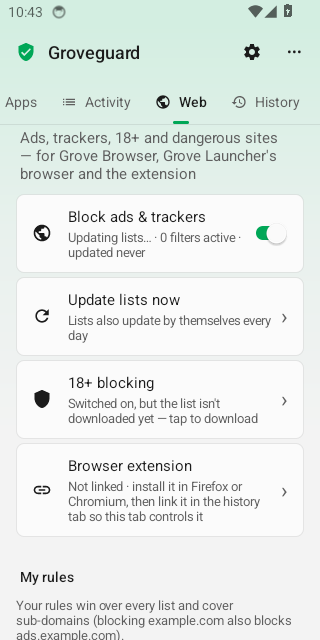 10:43
Groveguard
Apps
Activity
Web
History
Ads, trackers, 18+ and dangerous sites
— for Grove Browser, Grove Launcher's
browser and the extension
Block ads & trackers
Updating lists… · 0 filters active ·
updated never
Update lists now
Lists also update by themselves every
day
18+ blocking
Switched on, but the list isn't
downloaded yet — tap to download
Browser extension
Not linked · install it in Firefox or
Chromium, then link it in the history
tab so this tab controls it
My rules
Your rules win over every list and cover
sub-domains (blocking example.com also blocks
ads.example.com).